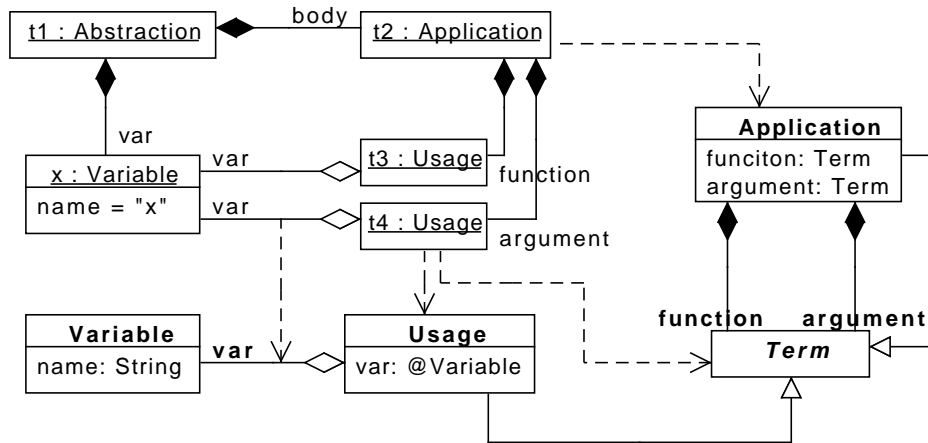 body
t1 : Abstraction
t2 : Application
var
var
t3 : Usage
function
x : Variable
name = "x"
var
t4 : Usage
argument
Application
funciton: Term
argument: Term
function
argument
Variable
name: String
var
Usage
var: @Variable
Term